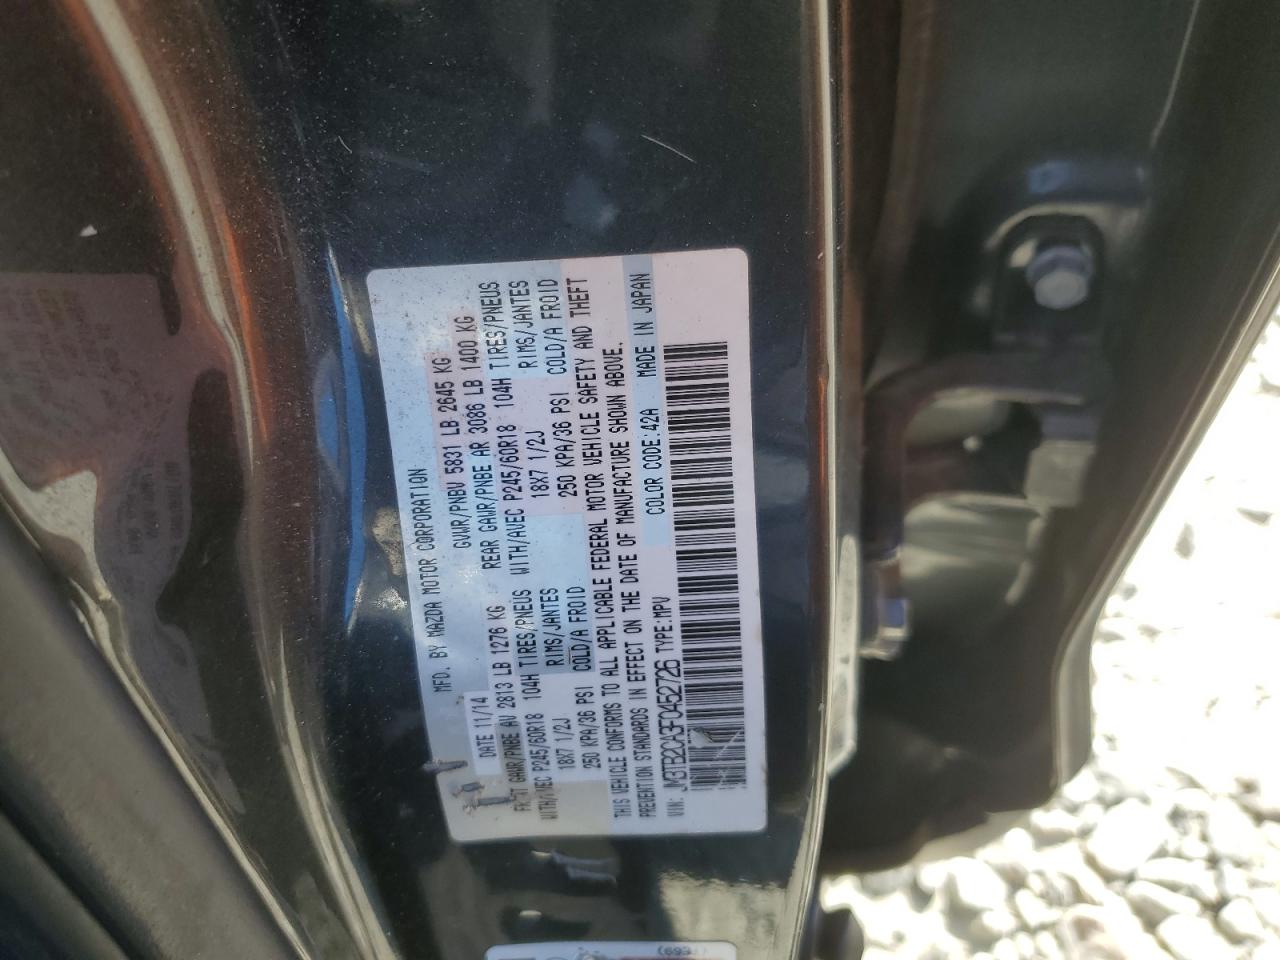 MFD. BY MAZDA MOTOR CORPORATION
DATE 11/14 GVWR/PNBV 5831 LB 2645 KG
GAWR/PNBE AV 2813 LB 1276 KG REAR GAWR/PNBE AR 3086 LB 1400 KG
P245/60R18 104H TIRES/PNEUS WITH/AVEC P245/60R18 104H TIRES/PNEUS
18X7 1/2J RIMS/JANTES 18X7 1/2J RIMS/JANTES
250 KPA/36 PSI COLD/A FROID 250 KPA/36 PSI COLD/A FROID
THIS VEHICLE CONFORMS TO ALL APPLICABLE FEDERAL MOTOR VEHICLE SAFETY AND THEFT
PREVENTION STANDARDS IN EFFECT ON THE DATE OF MANUFACTURE SHOWN ABOVE.
VIN: JM3TB2CA3F0452726 TYPE:MPV COLOR CODE:42A MADE IN JAPAN